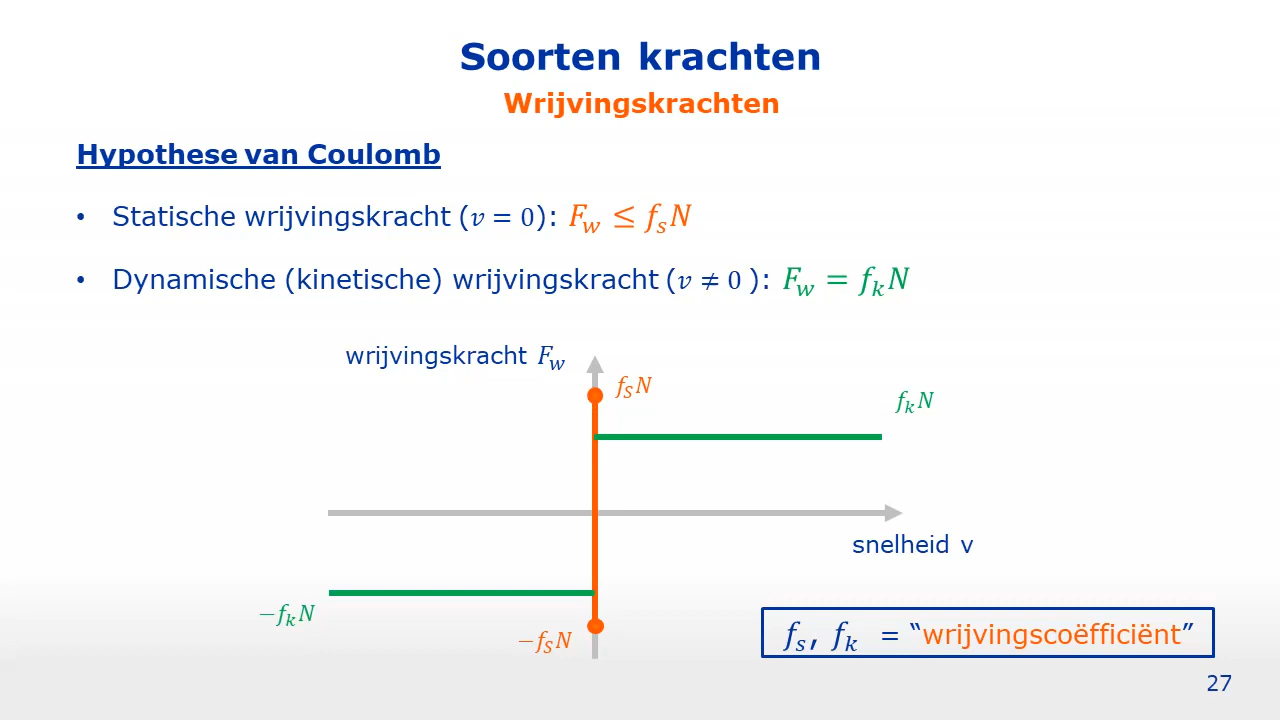 Soorten krachten
Wrijvingskrachten
Hypothese van Coulomb
• Statische wrijvingskracht (v = 0): F_w ≤ f_s N
• Dynamische (kinetische) wrijvingskracht (v ≠ 0 ): F_w = f_k N
wrijvingskracht F_w
f_S N
f_k N
snelheid v
−f_k N
−f_S N
f_s, f_k = “wrijvingscoëfficiënt”
27